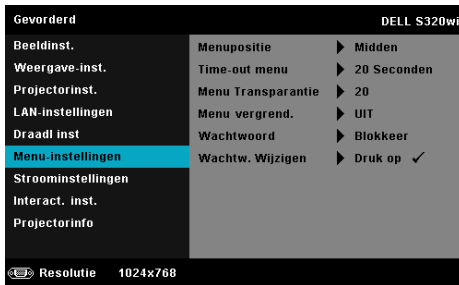 Gevorderd DELL S320wi
Beeldinst. Menupositie Midden
Weergave-inst. Time-out menu 20 Seconden
Projectorinst. Menu Transparantie 20
LAN-instellingen Menu vergrend. UIT
Draadl inst Wachtwoord Blokkeer
Menu-instellingen Wachtw. Wijzigen Druk op ✓
Stroominstellingen
Interact. inst.
Projectorinfo
Resolutie 1024x768